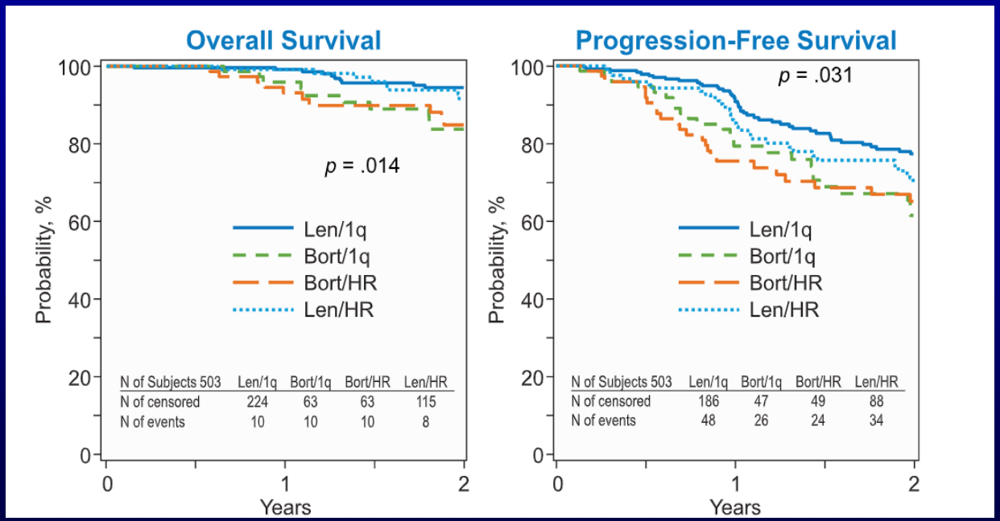 Overall Survival
100
80
60
40
20
0
Probability, %
p = .014
Len/1q
Bort/1q
Bort/HR
Len/HR
N of Subjects 503 Len/1q Bort/1q Bort/HR Len/HR
N of censored 224 63 63 115
N of events 10 10 10 8
0 1 2
Years
Progression-Free Survival
100
80
60
40
20
0
Probability, %
p = .031
Len/1q
Bort/1q
Bort/HR
Len/HR
N of Subjects 503 Len/1q Bort/1q Bort/HR Len/HR
N of censored 186 47 49 88
N of events 48 26 24 34
0 1 2
Years